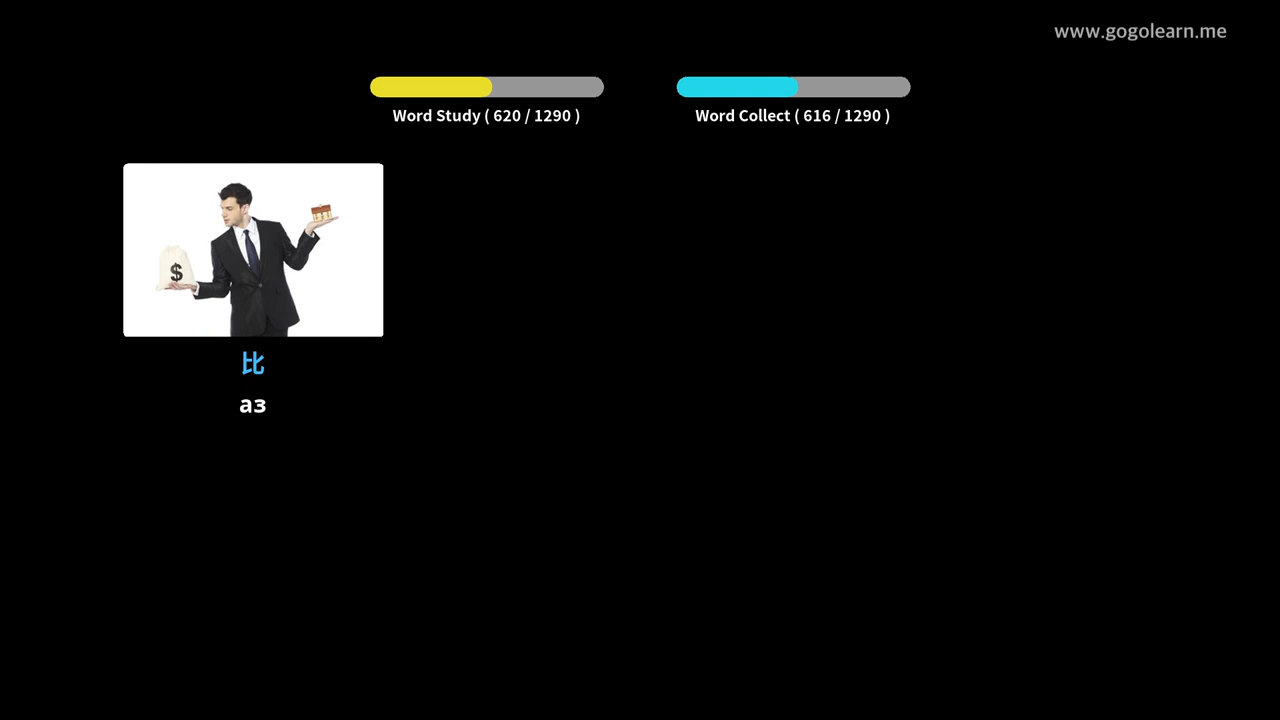 www.gogolearn.me
Word Study ( 620 / 1290 )
Word Collect ( 616 / 1290 )
$
比
аз